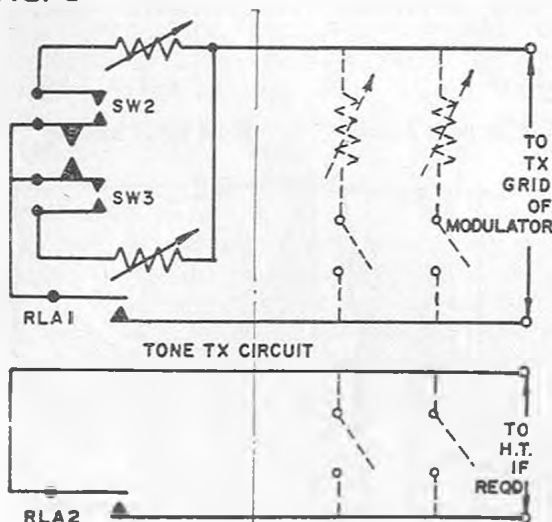 SW2
SW3
TO
TX
GRID
OF
MODULATOR
RLA1
TONE TX CIRCUIT
TO
H.T.
IF
REQD
RLA2